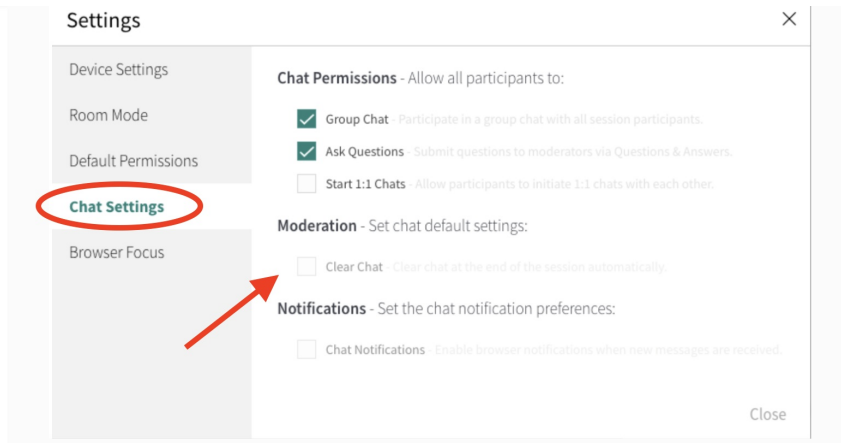 Settings
Device Settings
Room Mode
Default Permissions
Chat Settings
Browser Focus
Chat Permissions - Allow all participants to:
Group Chat - Participate in a group chat with all session participants.
Ask Questions - Submit questions to moderators via Questions & Answers.
Start 1:1 Chats - Allow participants to initiate 1:1 chats with each other.
Moderation - Set chat default settings:
Clear Chat - Clear chat at the end of the session automatically.
Notifications - Set the chat notification preferences:
Chat Notifications - Enable browser notifications when new messages are received.
Close